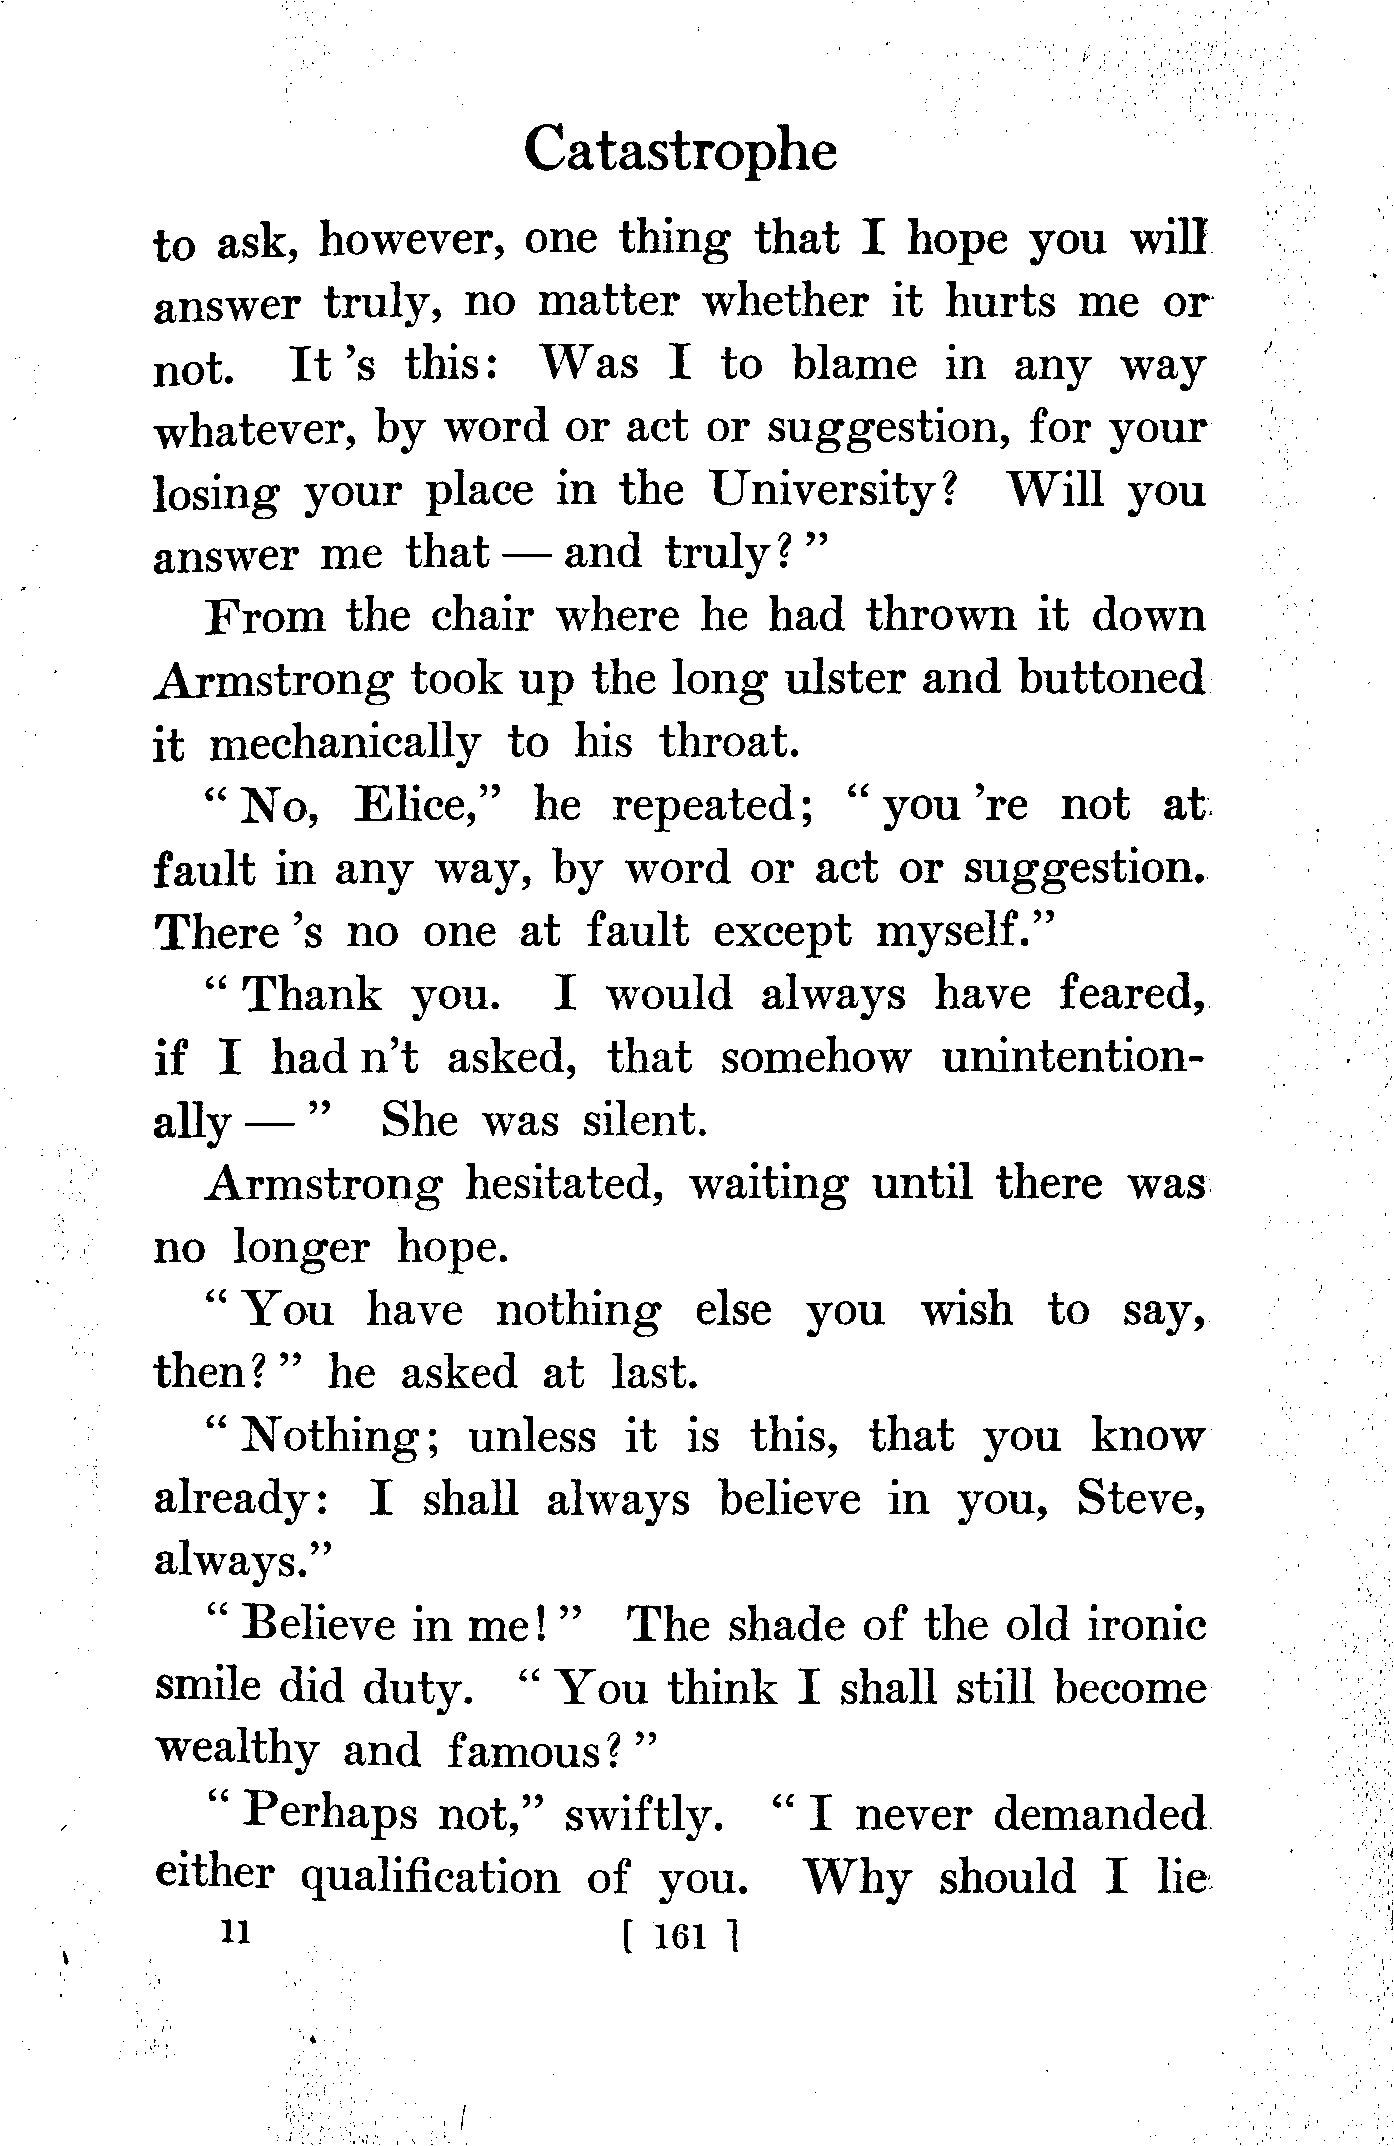 Catastrophe
to ask, however, one thing that I hope you will
answer truly, no matter whether it hurts me or
not. It 's this: Was I to blame in any way
whatever, by word or act or suggestion, for your
losing your place in the University? Will you
answer me that — and truly? ”
From the chair where he had thrown it down
Armstrong took up the long ulster and buttoned
it mechanically to his throat.
“ No, Elice,” he repeated; “ you 're not at
fault in any way, by word or act or suggestion.
There 's no one at fault except myself.”
“ Thank you. I would always have feared,
if I had n't asked, that somehow unintention-
ally — ” She was silent.
Armstrong hesitated, waiting until there was
no longer hope.
“ You have nothing else you wish to say,
then? ” he asked at last.
“ Nothing; unless it is this, that you know
already: I shall always believe in you, Steve,
always.”
“ Believe in me! ” The shade of the old ironic
smile did duty. “ You think I shall still become
wealthy and famous? ”
“ Perhaps not,” swiftly. “ I never demanded
either qualification of you. Why should I lie
11 [ 161 ]